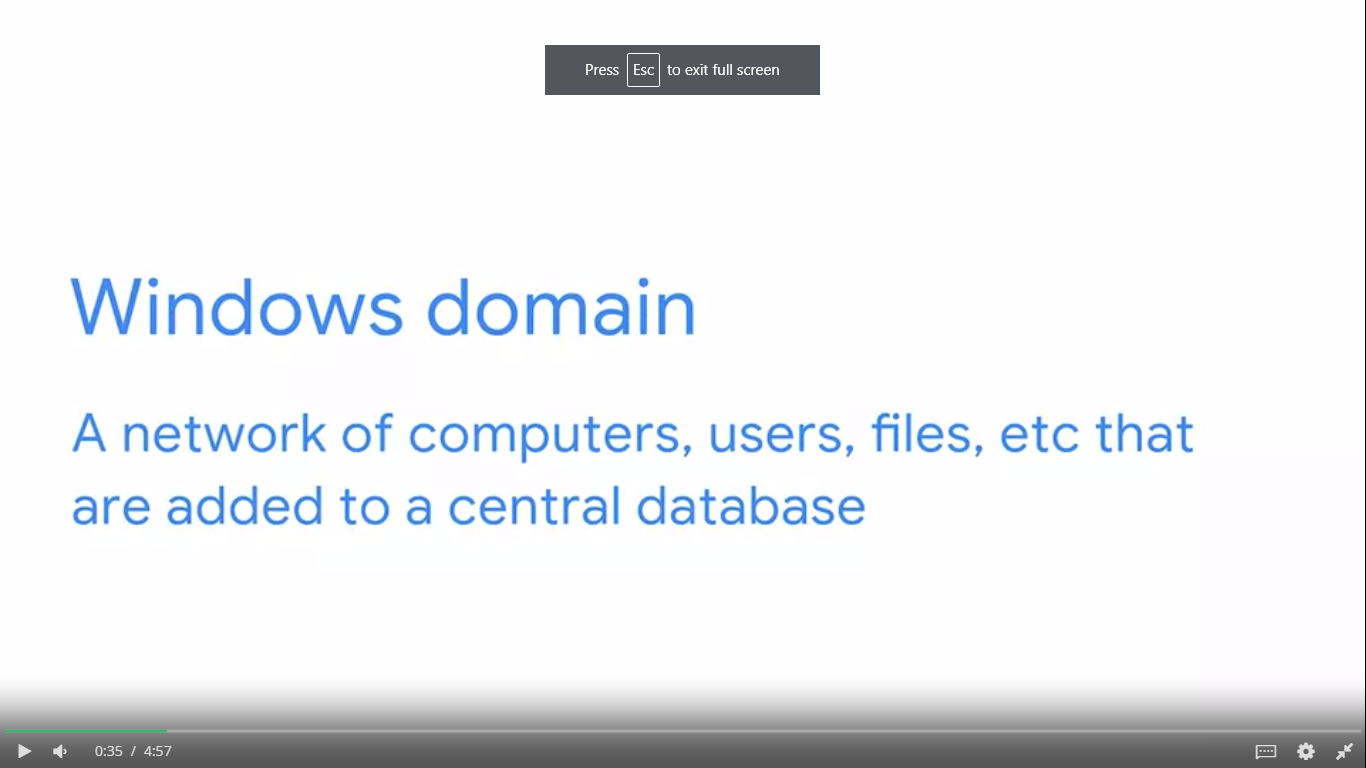 Press Esc to exit full screen
Windows domain
A network of computers, users, files, etc that
are added to a central database
0:35 / 4:57